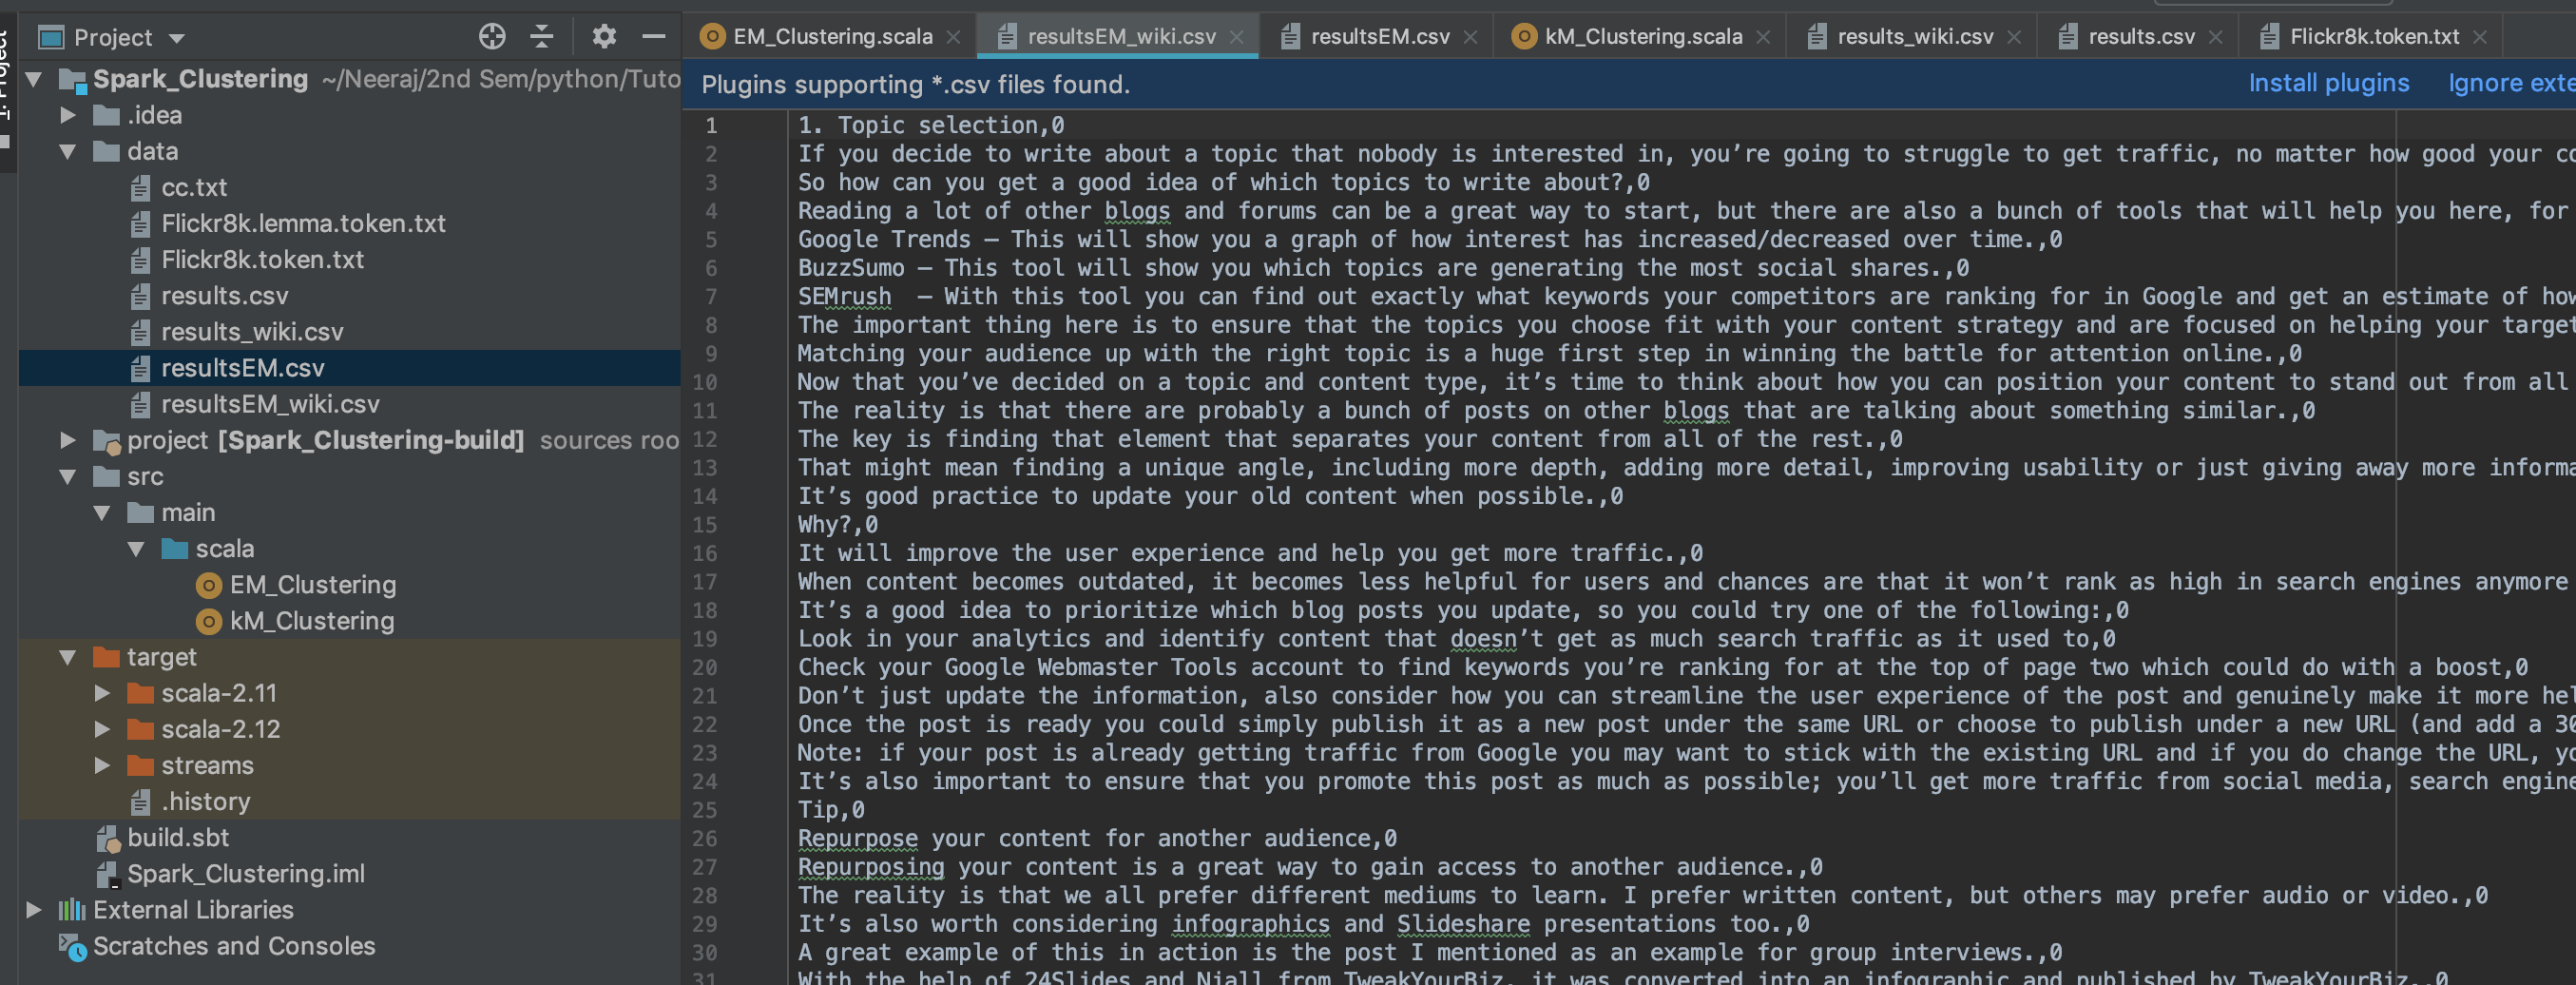 Project
EM_Clustering.scala
resultsEM_wiki.csv
resultsEM.csv
kM_Clustering.scala
results_wiki.csv
results.csv
Flickr8k.token.txt
Project
Spark_Clustering ~/Neeraj/2nd Sem/python/Tuto
.idea
data
cc.txt
Flickr8k.lemma.token.txt
Flickr8k.token.txt
results.csv
results_wiki.csv
resultsEM.csv
resultsEM_wiki.csv
project [Spark_Clustering-build] sources roo
src
main
scala
EM_Clustering
kM_Clustering
target
scala-2.11
scala-2.12
streams
.history
build.sbt
Spark_Clustering.iml
External Libraries
Scratches and Consoles
Plugins supporting *.csv files found.
Install plugins
Ignore exte
1 1. Topic selection,0
2 If you decide to write about a topic that nobody is interested in, you’re going to struggle to get traffic, no matter how good your co
3 So how can you get a good idea of which topics to write about?,0
4 Reading a lot of other blogs and forums can be a great way to start, but there are also a bunch of tools that will help you here, for
5 Google Trends – This will show you a graph of how interest has increased/decreased over time.,0
6 BuzzSumo – This tool will show you which topics are generating the most social shares.,0
7 SEMrush  – With this tool you can find out exactly what keywords your competitors are ranking for in Google and get an estimate of how
8 The important thing here is to ensure that the topics you choose fit with your content strategy and are focused on helping your target
9 Matching your audience up with the right topic is a huge first step in winning the battle for attention online.,0
10 Now that you’ve decided on a topic and content type, it’s time to think about how you can position your content to stand out from all
11 The reality is that there are probably a bunch of posts on other blogs that are talking about something similar.,0
12 The key is finding that element that separates your content from all of the rest.,0
13 That might mean finding a unique angle, including more depth, adding more detail, improving usability or just giving away more informa
14 It’s good practice to update your old content when possible.,0
15 Why?,0
16 It will improve the user experience and help you get more traffic.,0
17 When content becomes outdated, it becomes less helpful for users and chances are that it won’t rank as high in search engines anymore
18 It’s a good idea to prioritize which blog posts you update, so you could try one of the following:,0
19 Look in your analytics and identify content that doesn’t get as much search traffic as it used to,0
20 Check your Google Webmaster Tools account to find keywords you’re ranking for at the top of page two which could do with a boost,0
21 Don’t just update the information, also consider how you can streamline the user experience of the post and genuinely make it more hel
22 Once the post is ready you could simply publish it as a new post under the same URL or choose to publish under a new URL (and add a 30
23 Note: if your post is already getting traffic from Google you may want to stick with the existing URL and if you do change the URL, yo
24 It’s also important to ensure that you promote this post as much as possible; you’ll get more traffic from social media, search engine
25 Tip,0
26 Repurpose your content for another audience,0
27 Repurposing your content is a great way to gain access to another audience.,0
28 The reality is that we all prefer different mediums to learn. I prefer written content, but others may prefer audio or video.,0
29 It’s also worth considering infographics and Slideshare presentations too.,0
30 A great example of this in action is the post I mentioned as an example for group interviews.,0
31 With the help of 24Slides and Niall from TweakYourBiz, it was converted into an infographic and published by TweakYourBiz.,0